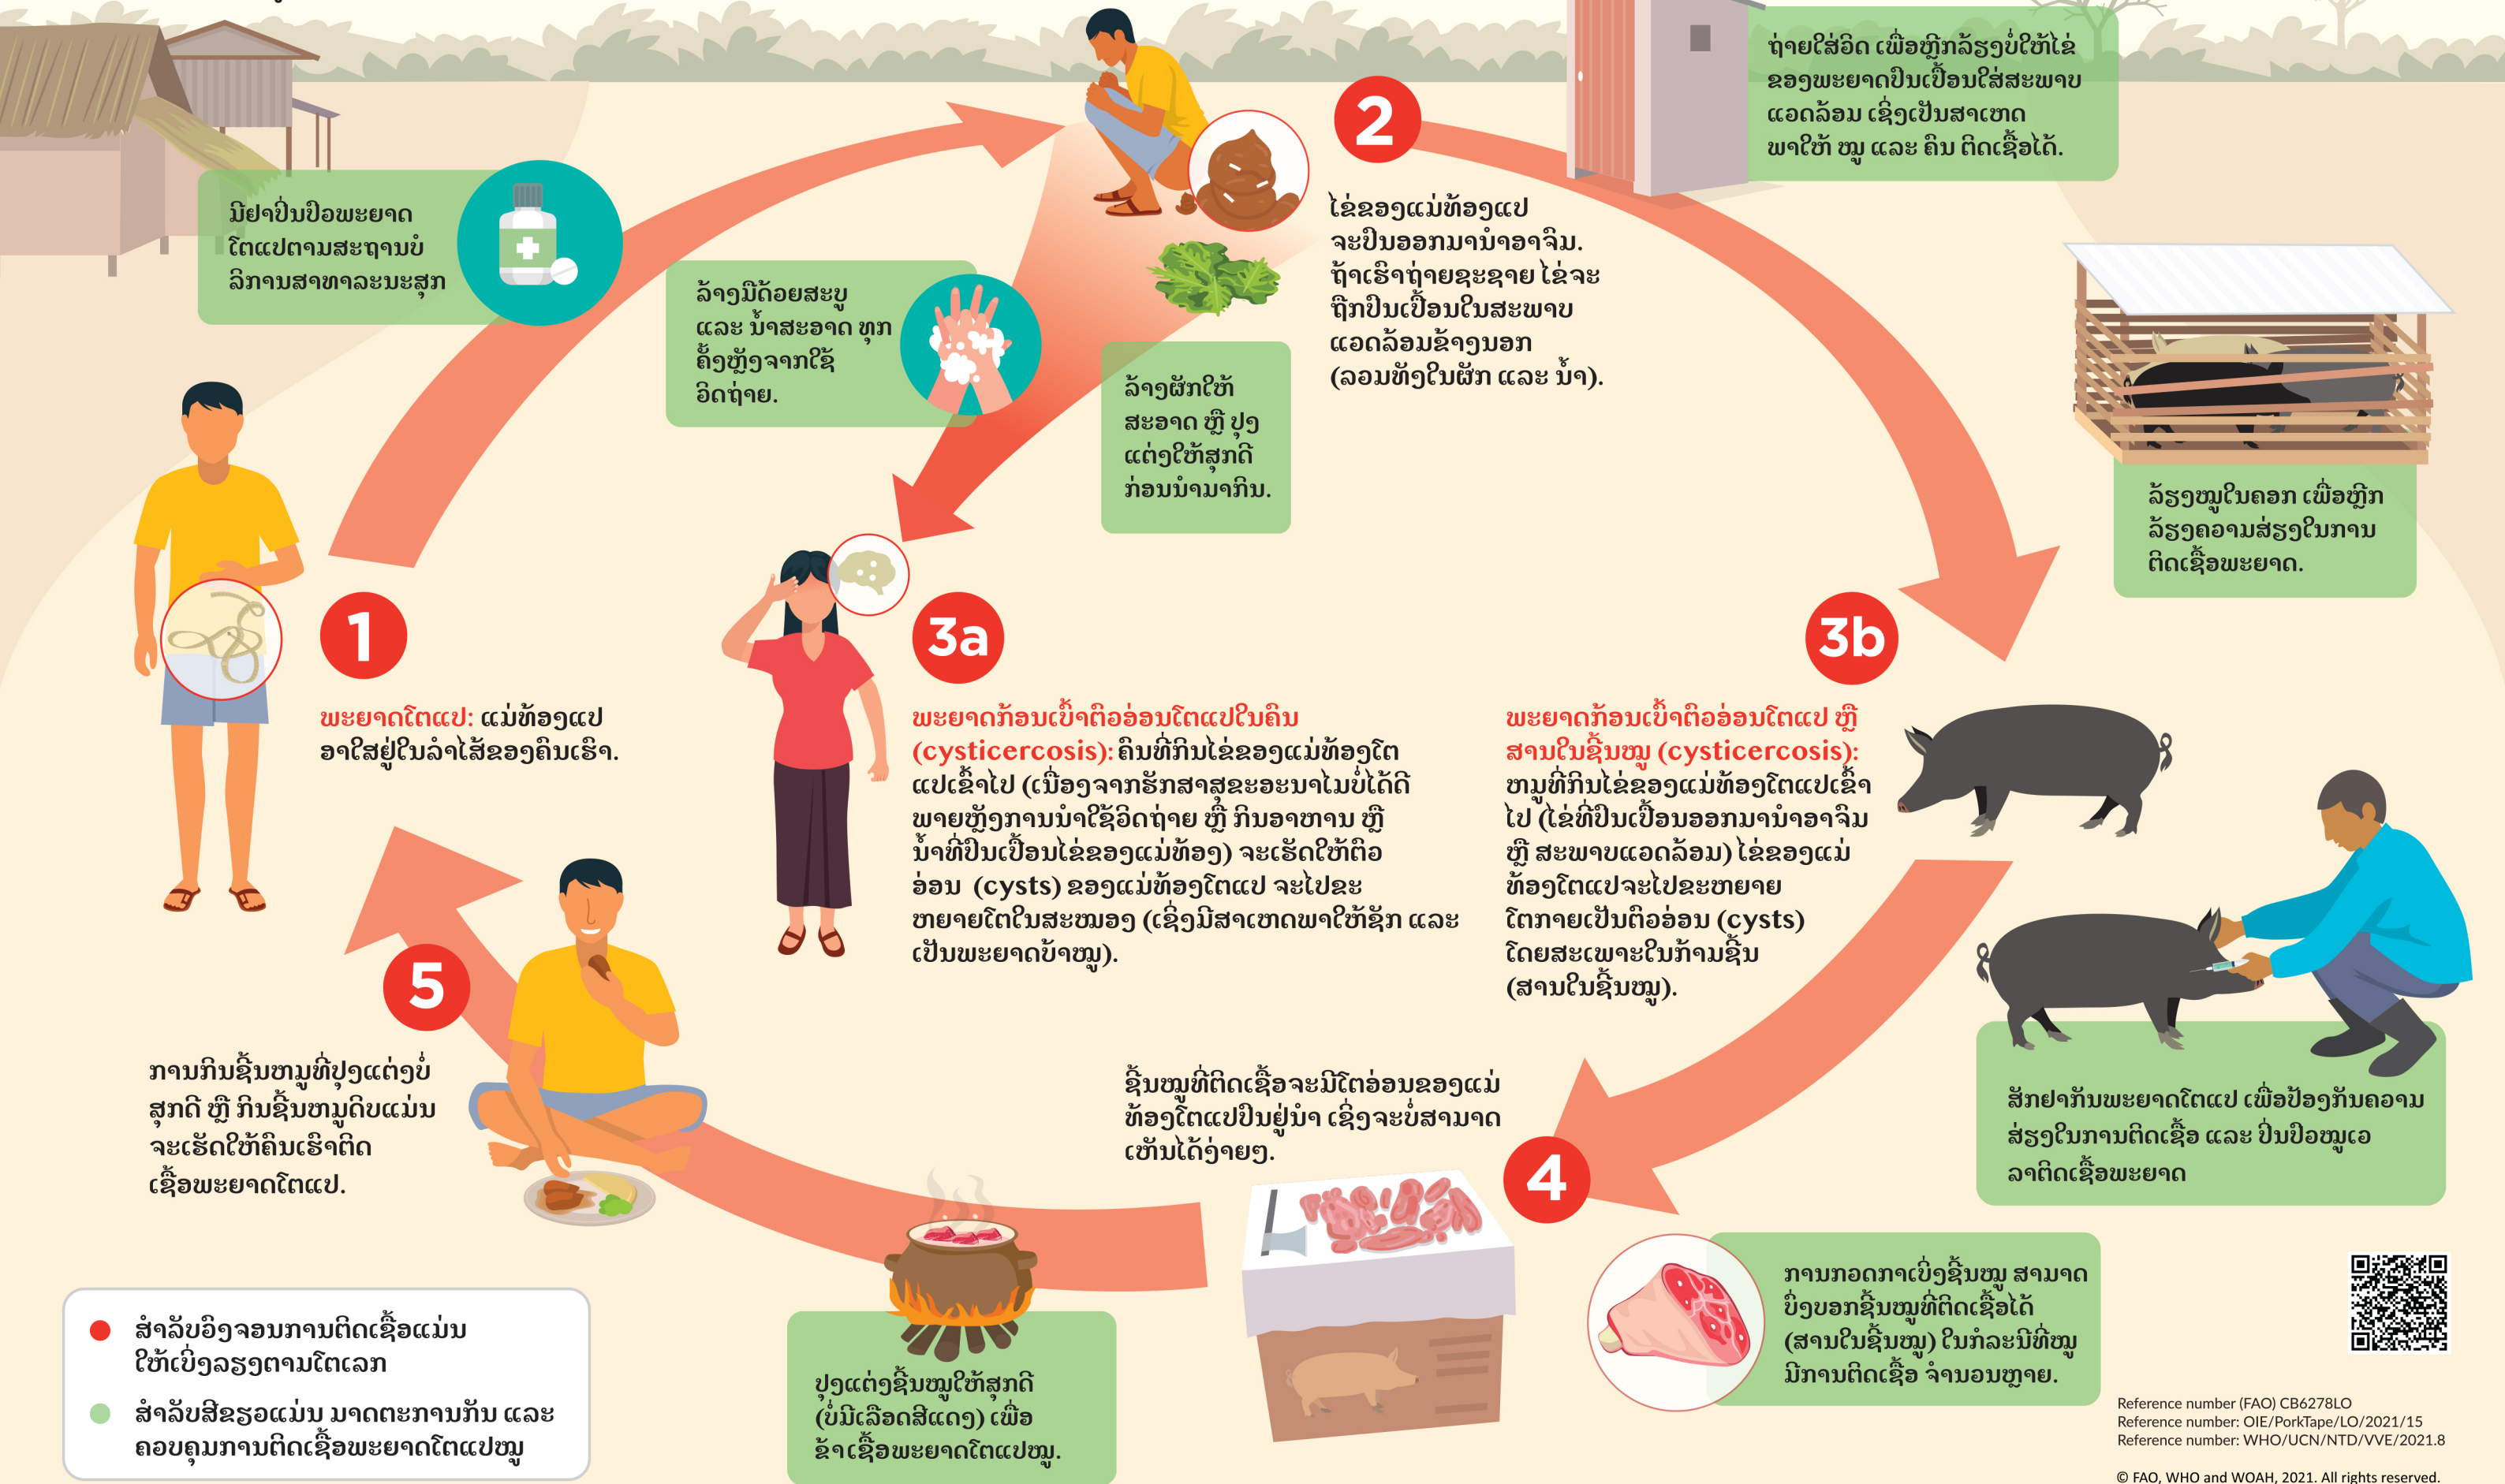 ຖ່າຍໃສ່ວິດ ເພື່ອຫຼີກລ້ຽງບໍ່ໃຫ້ໄຂ່
ຂອງພະຍາດປົນເປື້ອນໃສ່ສະພາບ
ແວດລ້ອມ ເຊິ່ງເປັນສາເຫດ
ພາໃຫ້ ໝູ ແລະ ຄົນ ຕິດເຊື້ອໄດ້.
ມີຢາປິ່ນປົວພະຍາດ
ໂຕແປຕາມສະຖານບໍ
ລິການສາທາລະນະສຸກ
ລ້າງມືດ້ວຍສະບູ
ແລະ ນ້ຳສະອາດ ທຸກ
ຄັ້ງຫຼັງຈາກໃຊ້
ວິດຖ່າຍ.
ລ້າງຜັກໃຫ້
ສະອາດ ຫຼື ປຸງ
ແຕ່ງໃຫ້ສຸກດີ
ກ່ອນນຳມາກິນ.
2
ໄຂ່ຂອງແມ່ທ້ອງແປ
ຈະປົນອອກມານຳອາຈົມ.
ຖ້າເຮົາຖ່າຍຊະຊາຍ ໄຂ່ຈະ
ຖືກປົນເປື້ອນໃນສະພາບ
ແວດລ້ອມຂ້າງນອກ
(ລວມທັງໃນຜັກ ແລະ ນ້ຳ).
ລ້ຽງໝູໃນຄອກ ເພື່ອຫຼີກ
ລ້ຽງຄວາມສ່ຽງໃນການ
ຕິດເຊື້ອພະຍາດ.
1
ພະຍາດໂຕແປ: ແມ່ທ້ອງແປ
ອາໃສຢູ່ໃນລຳໄສ້ຂອງຄົນເຮົາ.
3a
ພະຍາດກ້ອນເບົ້າຕົວອ່ອນໂຕແປໃນຄົນ
(cysticercosis): ຄົນທີ່ກິນໄຂ່ຂອງແມ່ທ້ອງໂຕ
ແປເຂົ້າໄປ (ເນື່ອງຈາກຮັກສາສຸຂະອະນາໄມບໍ່ໄດ້ດີ
ພາຍຫຼັງການນຳໃຊ້ວິດຖ່າຍ ຫຼື ກິນອາຫານ ຫຼື
ນ້ຳທີ່ປົນເປື້ອນໄຂ່ຂອງແມ່ທ້ອງ) ຈະເຮັດໃຫ້ຕົວ
ອ່ອນ (cysts) ຂອງແມ່ທ້ອງໂຕແປ ຈະໄປຂະ
ຫຍາຍໂຕໃນສະໝອງ (ເຊິ່ງມີສາເຫດພາໃຫ້ຊັກ ແລະ
ເປັນພະຍາດບ້າໝູ).
3b
ພະຍາດກ້ອນເບົ້າຕົວອ່ອນໂຕແປ ຫຼື
ສານໃນຊີ້ນໝູ (cysticercosis):
ຫມູທີ່ກິນໄຂ່ຂອງແມ່ທ້ອງໂຕແປເຂົ້າ
ໄປ (ໄຂ່ທີ່ປົນເປື້ອນອອກມານຳອາຈົມ
ຫຼື ສະພາບແວດລ້ອມ) ໄຂ່ຂອງແມ່
ທ້ອງໂຕແປຈະໄປຂະຫຍາຍ
ໂຕກາຍເປັນຕົວອ່ອນ (cysts)
ໂດຍສະເພາະໃນກ້າມຊີ້ນ
(ສານໃນຊີ້ນໝູ).
ສັກຢາກັນພະຍາດໂຕແປ ເພື່ອປ້ອງກັນຄວາມ
ສ່ຽງໃນການຕິດເຊື້ອ ແລະ ປິ່ນປົວໝູເວ
ລາຕິດເຊື້ອພະຍາດ
4
ຊີ້ນໝູທີ່ຕິດເຊື້ອຈະມີໂຕອ່ອນຂອງແມ່
ທ້ອງໂຕແປປົນຢູ່ນຳ ເຊິ່ງຈະບໍ່ສາມາດ
ເຫັນໄດ້ງ່າຍໆ.
ການກວດກາເບິ່ງຊີ້ນໝູ ສາມາດ
ບົ່ງບອກຊີ້ນໝູທີ່ຕິດເຊື້ອໄດ້
(ສານໃນຊີ້ນໝູ) ໃນກໍລະນີທີ່ໝູ
ມີການຕິດເຊື້ອ ຈຳນວນຫຼາຍ.
5
ການກິນຊີ້ນຫມູທີ່ປຸງແຕ່ງບໍ່
ສຸກດີ ຫຼື ກິນຊີ້ນຫມູດິບແມ່ນ
ຈະເຮັດໃຫ້ຄົນເຮົາຕິດ
ເຊື້ອພະຍາດໂຕແປ.
ປຸງແຕ່ງຊີ້ນໝູໃຫ້ສຸກດີ
(ບໍ່ມີເລືອດສີແດງ) ເພື່ອ
ຂ້າເຊື້ອພະຍາດໂຕແປໝູ.
ສຳລັບວົງຈອນການຕິດເຊື້ອແມ່ນ
ໃຫ້ເບິ່ງລຽງຕາມໂຕເລກ
ສຳລັບສີຂຽວແມ່ນ ມາດຕະການກັນ ແລະ
ຄວບຄຸມການຕິດເຊື້ອພະຍາດໂຕແປໝູ
Reference number (FAO) CB6278LO
Reference number: OIE/PorkTape/LO/2021/15
Reference number: WHO/UCN/NTD/VVE/2021.8
© FAO, WHO and WOAH, 2021. All rights reserved.